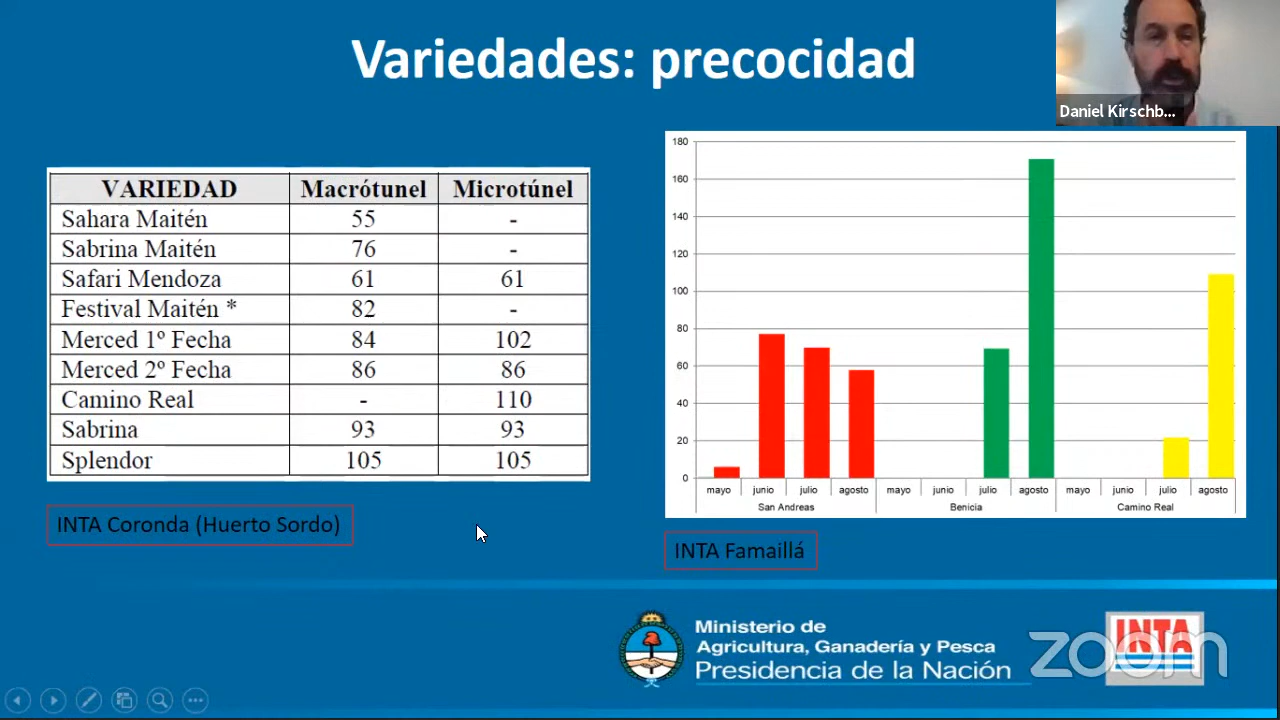 Variedades: precocidad
Daniel Kirschb...
VARIEDAD Macrótunel Microtúnel
Sahara Maitén 55 -
Sabrina Maitén 76 -
Safari Mendoza 61 61
Festival Maitén * 82 -
Merced 1º Fecha 84 102
Merced 2º Fecha 86 86
Camino Real - 110
Sabrina 93 93
Splendor 105 105
INTA Coronda (Huerto Sordo)
180
160
140
120
100
80
60
40
20
0
mayo junio julio agosto mayo junio julio agosto mayo junio julio agosto
San Andreas Benicia Camino Real
INTA Famaillá
Ministerio de
Agricultura, Ganadería y Pesca
Presidencia de la Nación
INTA
zoom